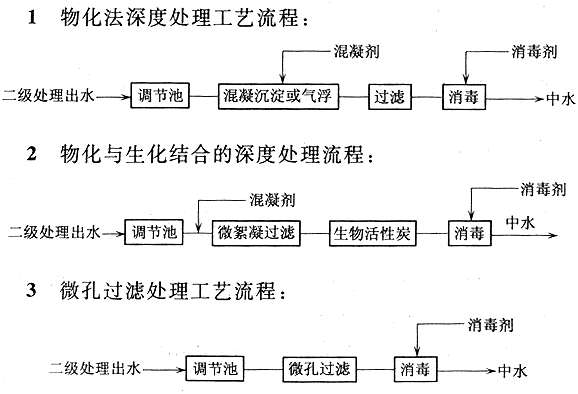 1 物化法深度处理工艺流程：
混凝剂 消毒剂
二级处理出水 调节池 混凝沉淀或气浮 过滤 消毒 中水
2 物化与生化结合的深度处理流程：
混凝剂 消毒剂
二级处理出水 调节池 微絮凝过滤 生物活性炭 消毒 中水
3 微孔过滤处理工艺流程：
消毒剂
二级处理出水 调节池 微孔过滤 消毒 中水